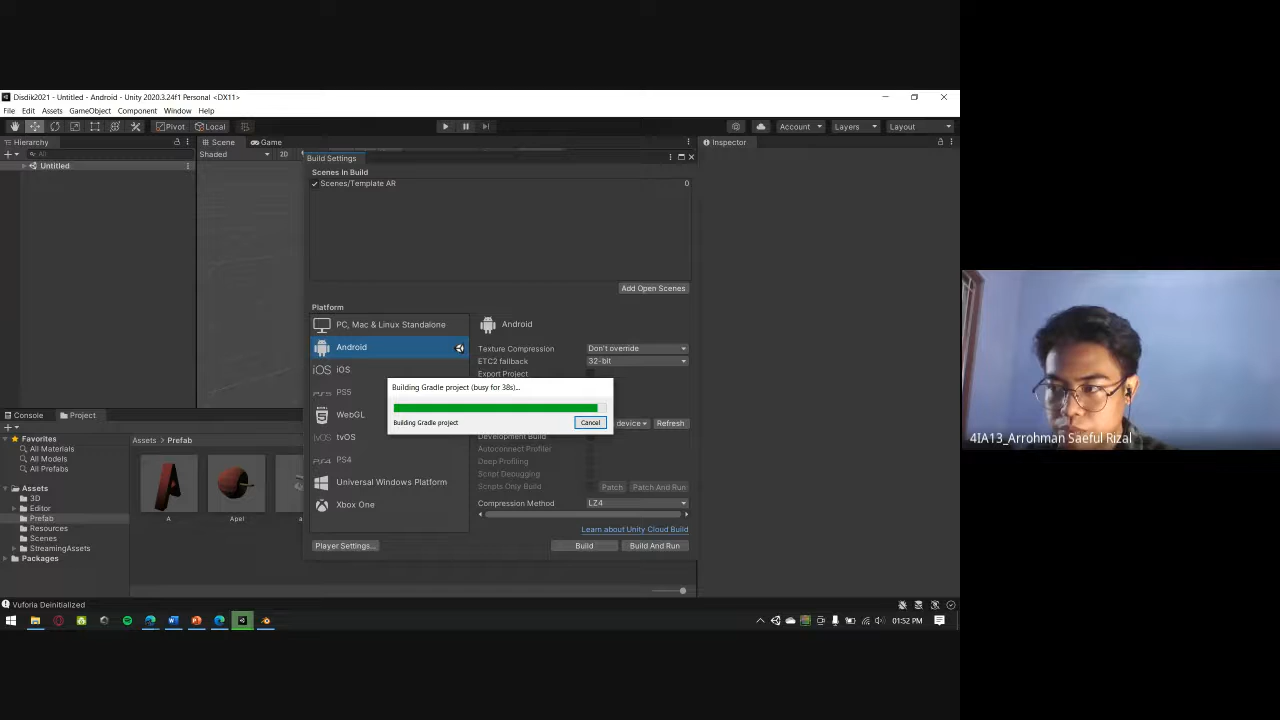 Disdik2021 - Untitled - Android - Unity 2020.3.24f1 Personal <DX11>
File Edit Assets GameObject Component Window Help
Pivot Local Account Layers Layout
Hierarchy
All
Untitled
Scene Game
Shaded 2D
Inspector
Build Settings
Scenes In Build
Scenes/Template AR 0
Add Open Scenes
Platform
PC, Mac & Linux Standalone
Android
iOS iOS
PS5
WebGL
tvOS tvOS
PS4 PS4
Universal Windows Platform
Xbox One
Android
Texture Compression Don't override
ETC2 fallback 32-bit
Export Project
Building Gradle project (busy for 38s)...
Building Gradle project Cancel
device Refresh
Development Build
Autoconnect Profiler
Deep Profiling
Script Debugging
Scripts Only Build Patch Patch And Run
Compression Method LZ4
Learn about Unity Cloud Build
Player Settings... Build Build And Run
Console Project
Favorites
All Materials
All Models
All Prefabs
Assets
3D
Editor
Prefab
Resources
Scenes
StreamingAssets
Packages
Assets > Prefab
A Apel a
Vuforia Deinitialized
01:52 PM
4IA13_Arrohman Saeful Rizal